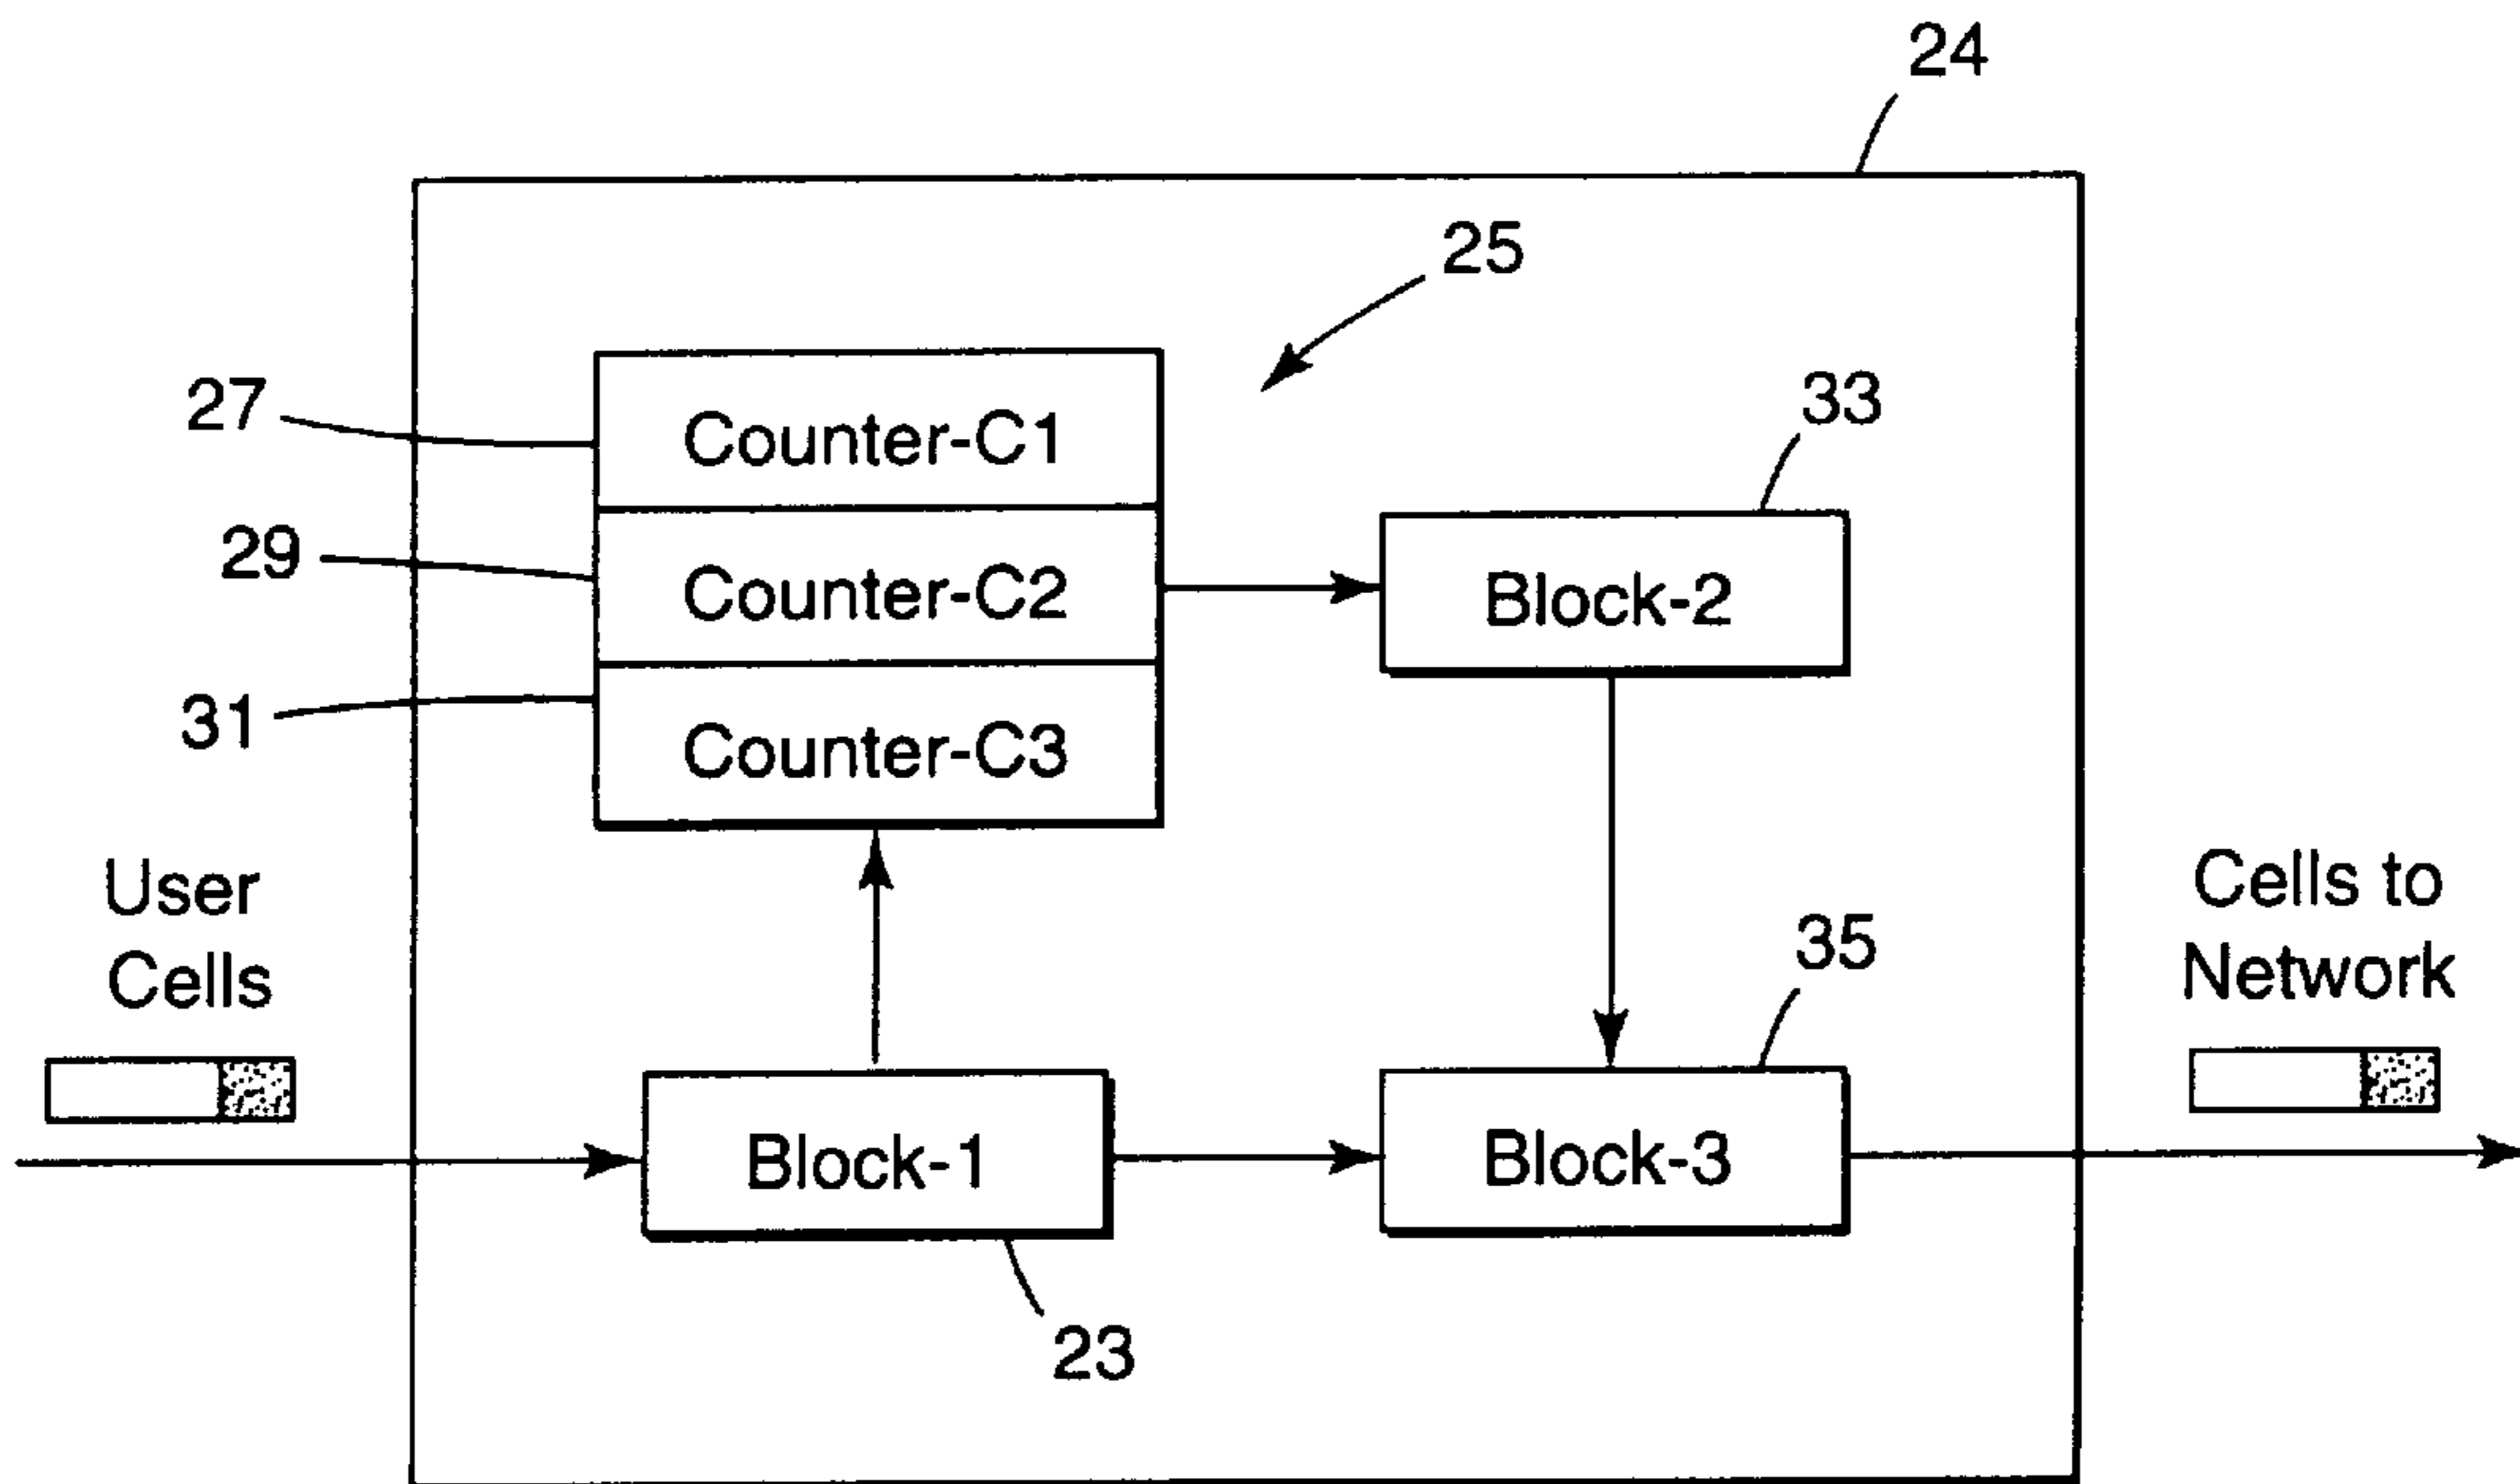 24
25
27
Counter-C1
33
29
Counter-C2
Block-2
31
Counter-C3
User
Cells
Cells to
Network
35
Block-1
Block-3
23